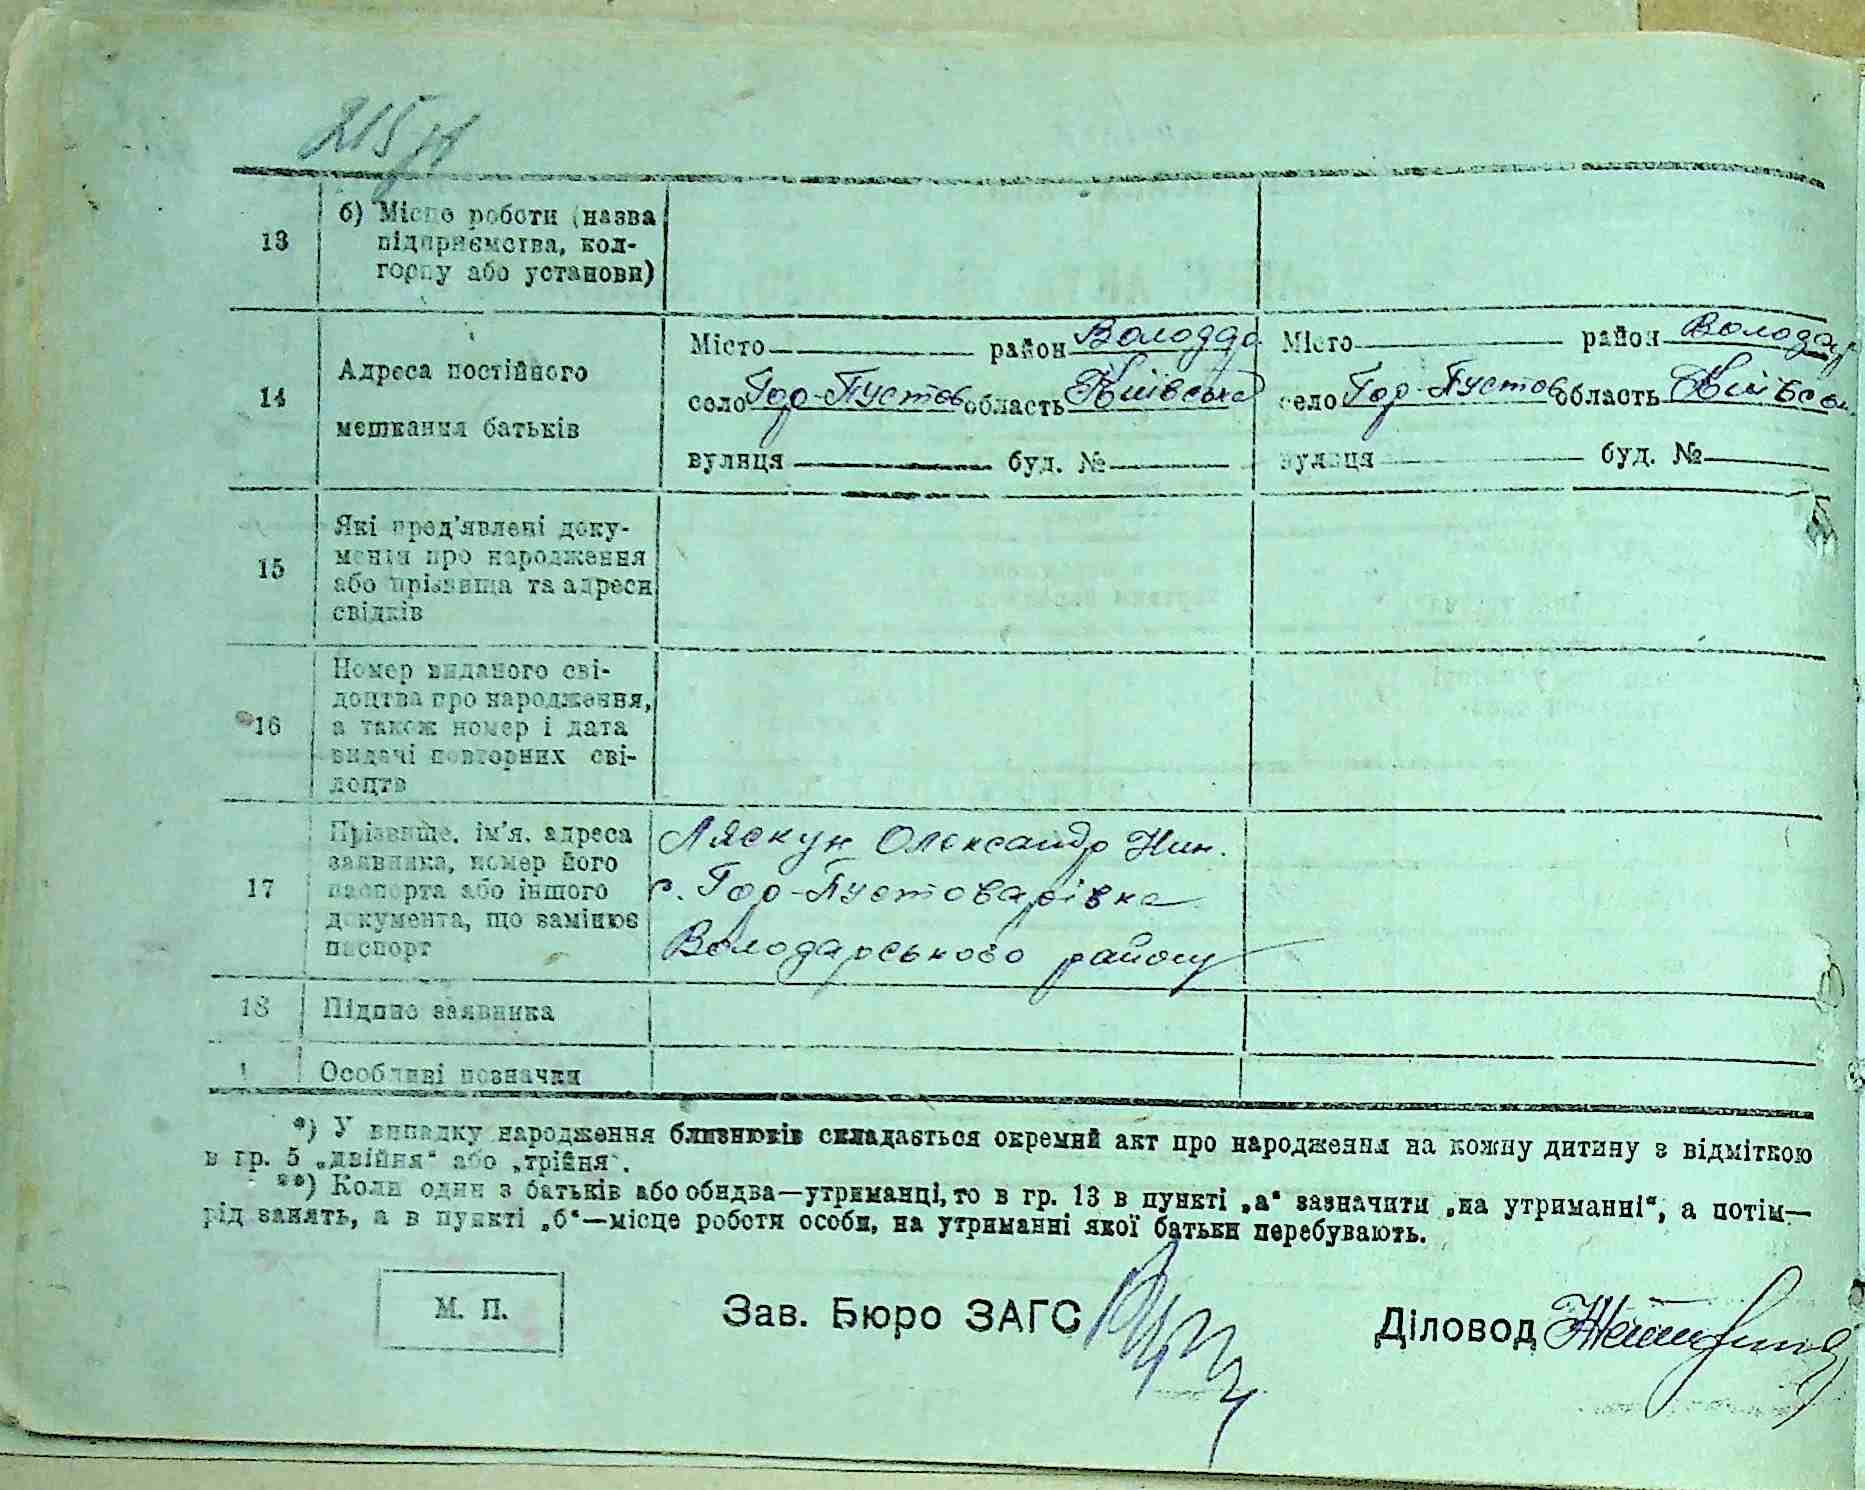 215
13
б) Місце роботи (назва
підприємства, кол-
горпу або установи)
14
Адреса постійного
мешкання батьків
Місто район Володар
село Гор-Пустов область Київська
вулиця буд. №
Місто район Володар
село Гор-Пустов область Київськ
вулиця буд. №
15
Які пред'явлені доку-
менти про народження
або прізвища та адреси
свідків
16
Номер виданого сві-
доцтва про народження,
а також номер і дата
видачі повторних сві-
доцтв
17
Прізвище, ім'я, адреса
заявника, номер його
паспорта або іншого
документа, що замінює
паспорт
Ляскун Олександр Ник.
с. Гор-Пустоварівка
Володарського району
18
Підпис заявника
Особливі позначки
*) У випадку народження близнюків складається окремий акт про народження на кожну дитину з відміткою
в гр. 5 „двійня“ або „трійня“.
**) Коли один з батьків або обидва—утриманці, то в гр. 13 в пункті „а“ зазначити „на утриманні“, а потім—
рід занять, а в пункті „б“—місце роботи особи, на утриманні якої батьки перебувають.
М. П.
Зав. Бюро ЗАГС
Діловод